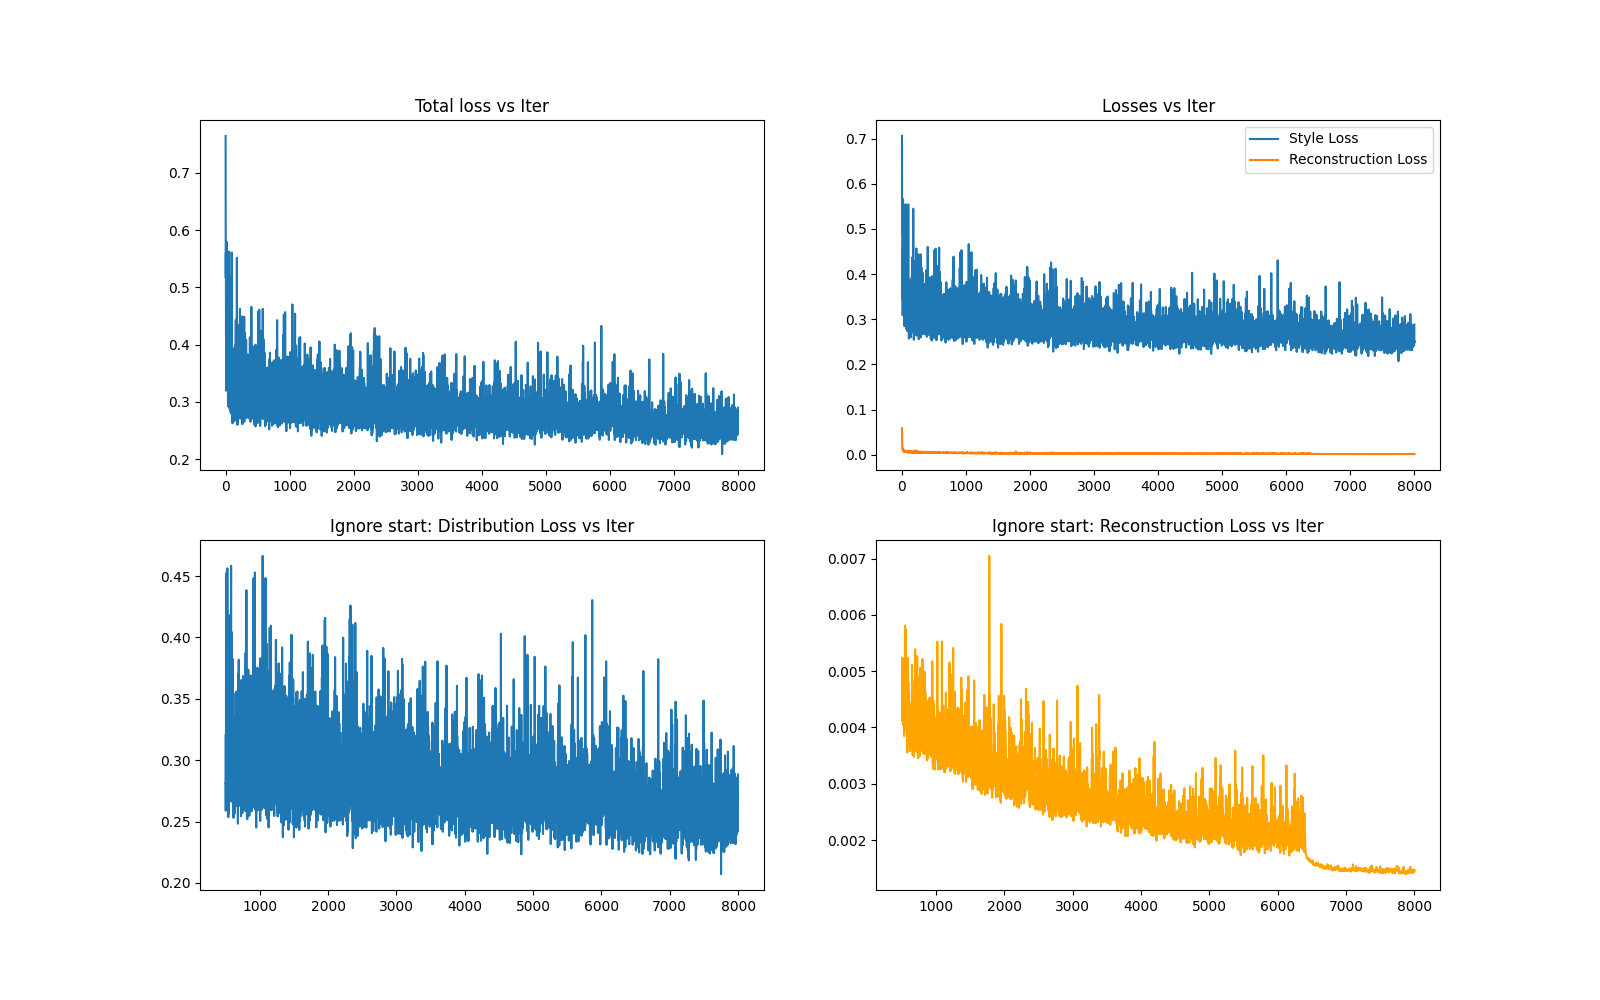 Total loss vs Iter
0.7
0.6
0.5
0.4
0.3
0.2
0 1000 2000 3000 4000 5000 6000 7000 8000
Losses vs Iter
Style Loss
Reconstruction Loss
0.7
0.6
0.5
0.4
0.3
0.2
0.1
0.0
0 1000 2000 3000 4000 5000 6000 7000 8000
Ignore start: Distribution Loss vs Iter
0.45
0.40
0.35
0.30
0.25
0.20
1000 2000 3000 4000 5000 6000 7000 8000
Ignore start: Reconstruction Loss vs Iter
0.007
0.006
0.005
0.004
0.003
0.002
1000 2000 3000 4000 5000 6000 7000 8000